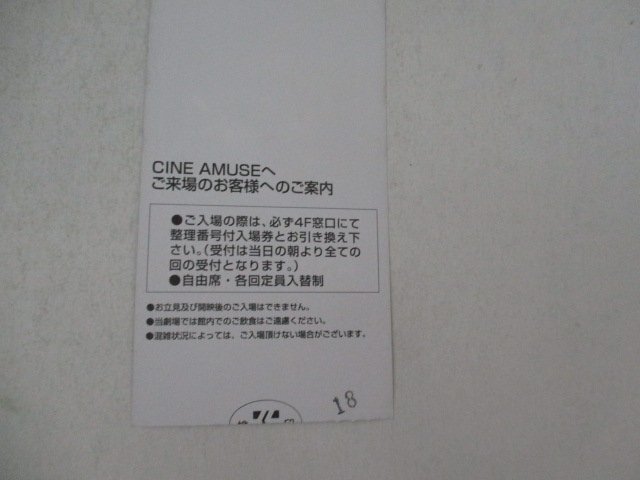 CINE AMUSEへ
ご来場のお客様へのご案内
●ご入場の際は、必ず4F窓口にて
整理番号付入場券とお引き換え下
さい。（受付は当日の朝より全ての
回の受付となります。）
●自由席・各回定員入替制
●お立見及び開映後のご入場はできません。
●当劇場では館内でのご飲食はご遠慮ください。
●混雑状況によっては、ご入場頂けない場合がございます。
18